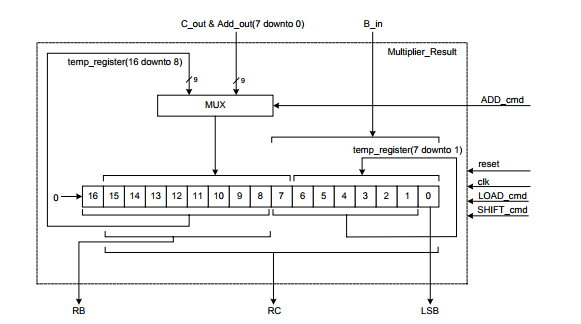 C_out & Add_out(7 downto 0)
B_in
Multiplier_Result
temp_register(16 downto 8)
9
9
MUX
ADD_cmd
temp_register(7 downto 1)
reset
clk
LOAD_cmd
SHIFT_cmd
0
16 15 14 13 12 11 10 9 8 7 6 5 4 3 2 1 0
RB
RC
LSB